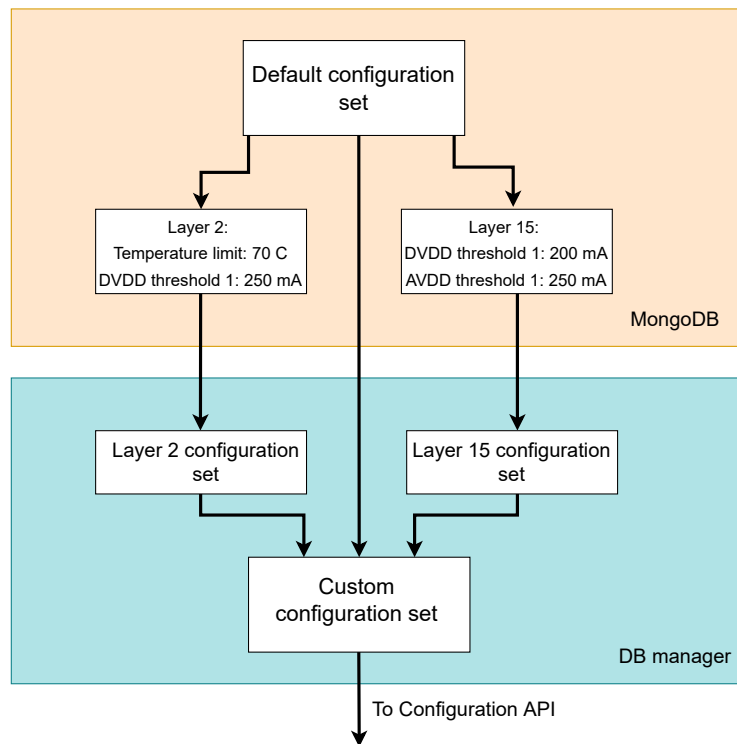 Default configuration
set
Layer 2:
Temperature limit: 70 C
DVDD threshold 1: 250 mA
Layer 15:
DVDD threshold 1: 200 mA
AVDD threshold 1: 250 mA
MongoDB
Layer 2 configuration
set
Layer 15 configuration
set
Custom
configuration set
DB manager
To Configuration API